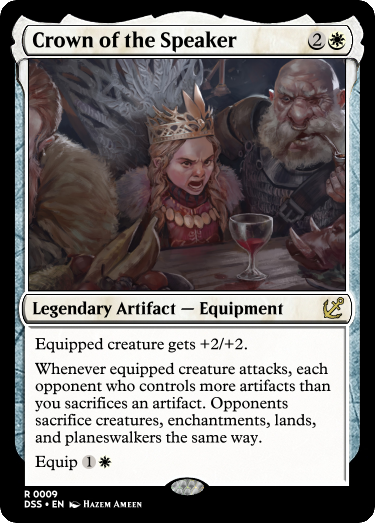 Crown of the Speaker 2
Legendary Artifact — Equipment
Equipped creature gets +2/+2.
Whenever equipped creature attacks, each
opponent who controls more artifacts than
you sacrifices an artifact. Opponents
sacrifice creatures, enchantments, lands,
and planeswalkers the same way.
Equip 1
R 0009
DSS • EN Hazem Ameen